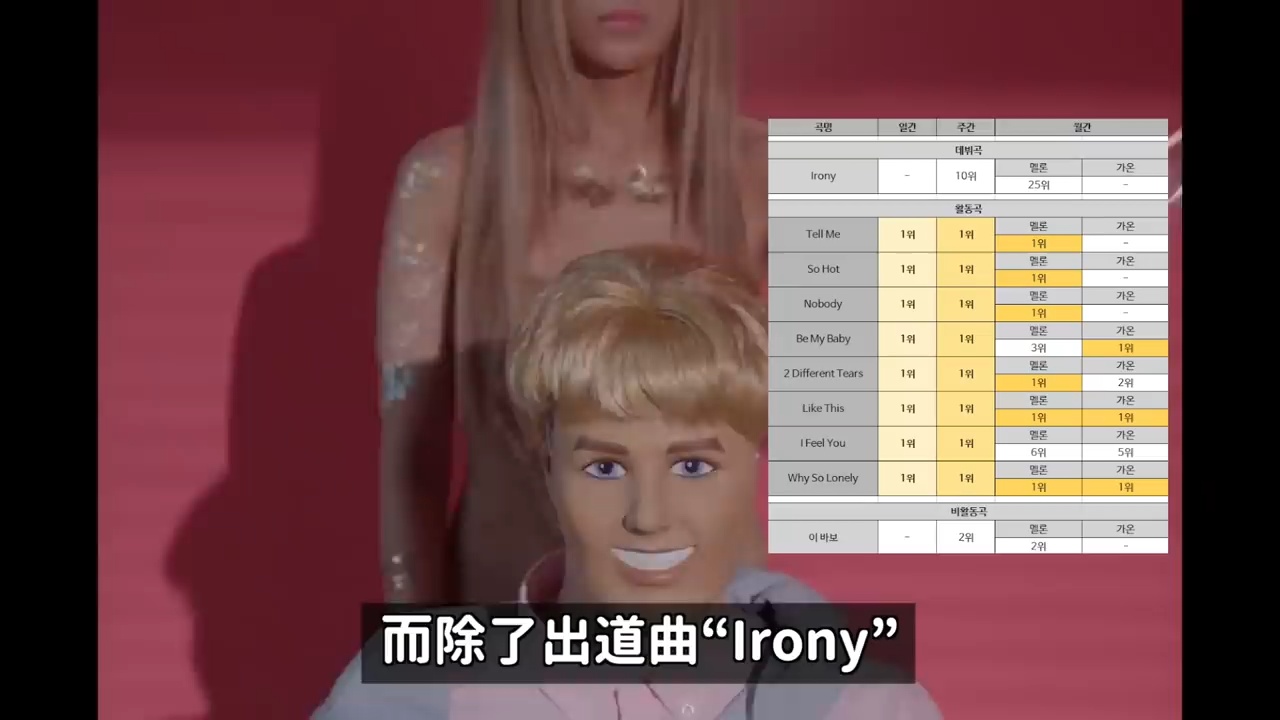 곡명 일간 주간 월간
데뷔곡
Irony - 10위 멜론 가온
25위 -
활동곡
Tell Me 1위 1위 멜론 가온
1위 -
So Hot 1위 1위 멜론 가온
1위 -
Nobody 1위 1위 멜론 가온
1위 -
Be My Baby 1위 1위 멜론 가온
3위 1위
2 Different Tears 1위 1위 멜론 가온
1위 2위
Like This 1위 1위 멜론 가온
1위 1위
I Feel You 1위 1위 멜론 가온
6위 5위
Why So Lonely 1위 1위 멜론 가온
1위 1위
비활동곡
이 바보 - 2위 멜론 가온
2위 -
而除了出道曲“Irony”